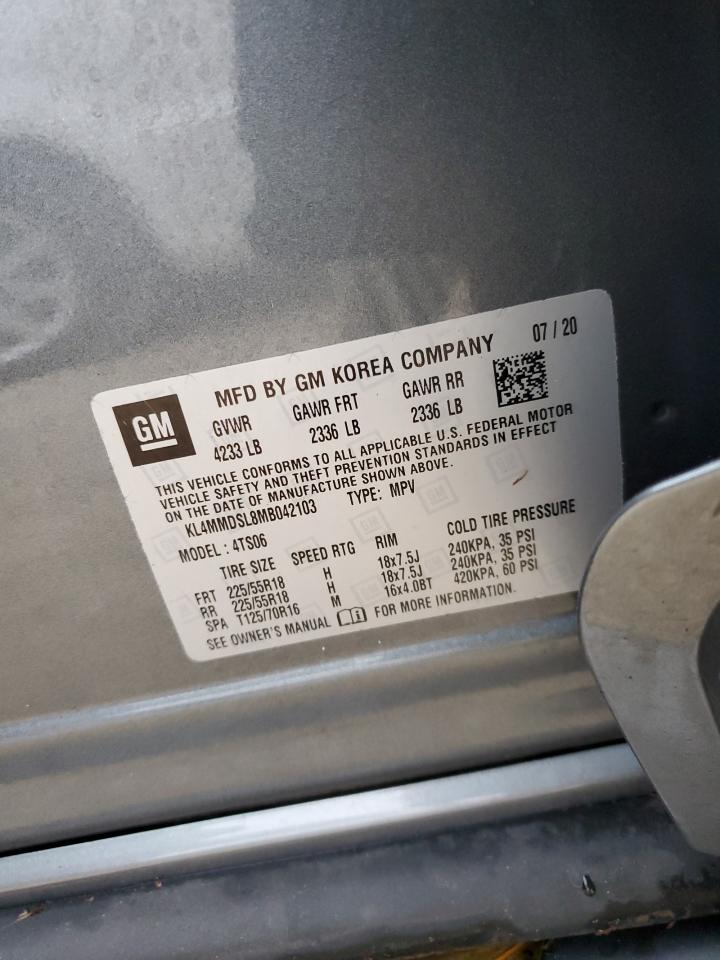 MFD BY GM KOREA COMPANY 07 / 20
GM
GVWR GAWR FRT GAWR RR
4233 LB 2336 LB 2336 LB
THIS VEHICLE CONFORMS TO ALL APPLICABLE U.S. FEDERAL MOTOR
VEHICLE SAFETY AND THEFT PREVENTION STANDARDS IN EFFECT
ON THE DATE OF MANUFACTURE SHOWN ABOVE.
KL4MMDSL8MB042103 TYPE: MPV
MODEL : 4TS06
TIRE SIZE SPEED RTG RIM COLD TIRE PRESSURE
FRT 225/55R18 H 18x7.5J 240KPA, 35 PSI
RR 225/55R18 H 18x7.5J 240KPA, 35 PSI
SPA T125/70R16 M 16x4.0BT 420KPA, 60 PSI
SEE OWNER'S MANUAL FOR MORE INFORMATION.